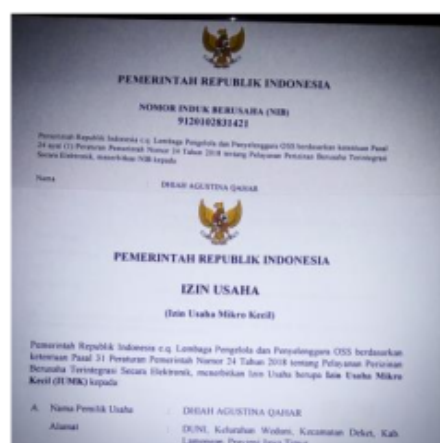 PEMERINTAH REPUBLIK INDONESIA
NOMOR INDUK BERUSAHA (NIB)
9120102831421
Pemerintah Republik Indonesia c.q. Lembaga Pengelola dan Penyelenggara OSS berdasarkan ketentuan Pasal
24 ayat (1) Peraturan Pemerintah Nomor 24 Tahun 2018 tentang Pelayanan Perizinan Berusaha Terintegrasi
Secara Elektronik, menerbitkan NIB kepada:
Nama : DHIAH AGUSTINA QAHAR
PEMERINTAH REPUBLIK INDONESIA
IZIN USAHA
(Izin Usaha Mikro Kecil)
Pemerintah Republik Indonesia c.q. Lembaga Pengelola dan Penyelenggara OSS berdasarkan
ketentuan Pasal 31 Peraturan Pemerintah Nomor 24 Tahun 2018 tentang Pelayanan Perizinan
Berusaha Terintegrasi Secara Elektronik, menerbitkan Izin Usaha berupa Izin Usaha Mikro
Kecil (IUMK) kepada:
A. Nama Pemilik Usaha : DHIAH AGUSTINA QAHAR
Alamat : DUNI, Kelurahan Weduni, Kecamatan Deket, Kab.
Lamongan, Provinsi Jawa Timur